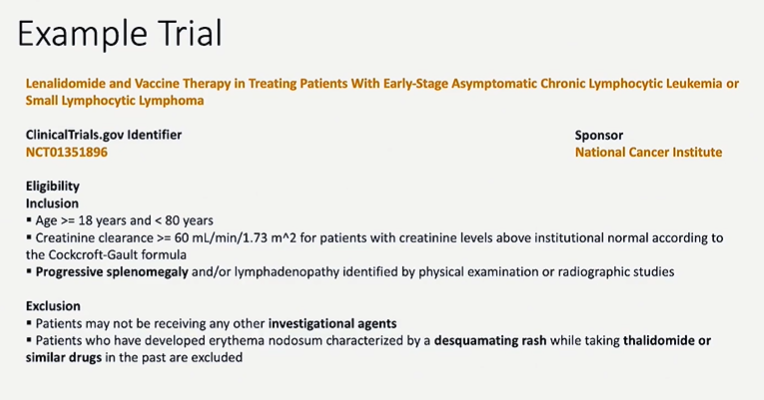 Example Trial
Lenalidomide and Vaccine Therapy in Treating Patients With Early-Stage Asymptomatic Chronic Lymphocytic Leukemia or
Small Lymphocytic Lymphoma
ClinicalTrials.gov Identifier
NCT01351896
Sponsor
National Cancer Institute
Eligibility
Inclusion
▪ Age >= 18 years and < 80 years
▪ Creatinine clearance >= 60 mL/min/1.73 m^2 for patients with creatinine levels above institutional normal according to
the Cockcroft-Gault formula
▪ Progressive splenomegaly and/or lymphadenopathy identified by physical examination or radiographic studies
Exclusion
▪ Patients may not be receiving any other investigational agents
▪ Patients who have developed erythema nodosum characterized by a desquamating rash while taking thalidomide or
similar drugs in the past are excluded